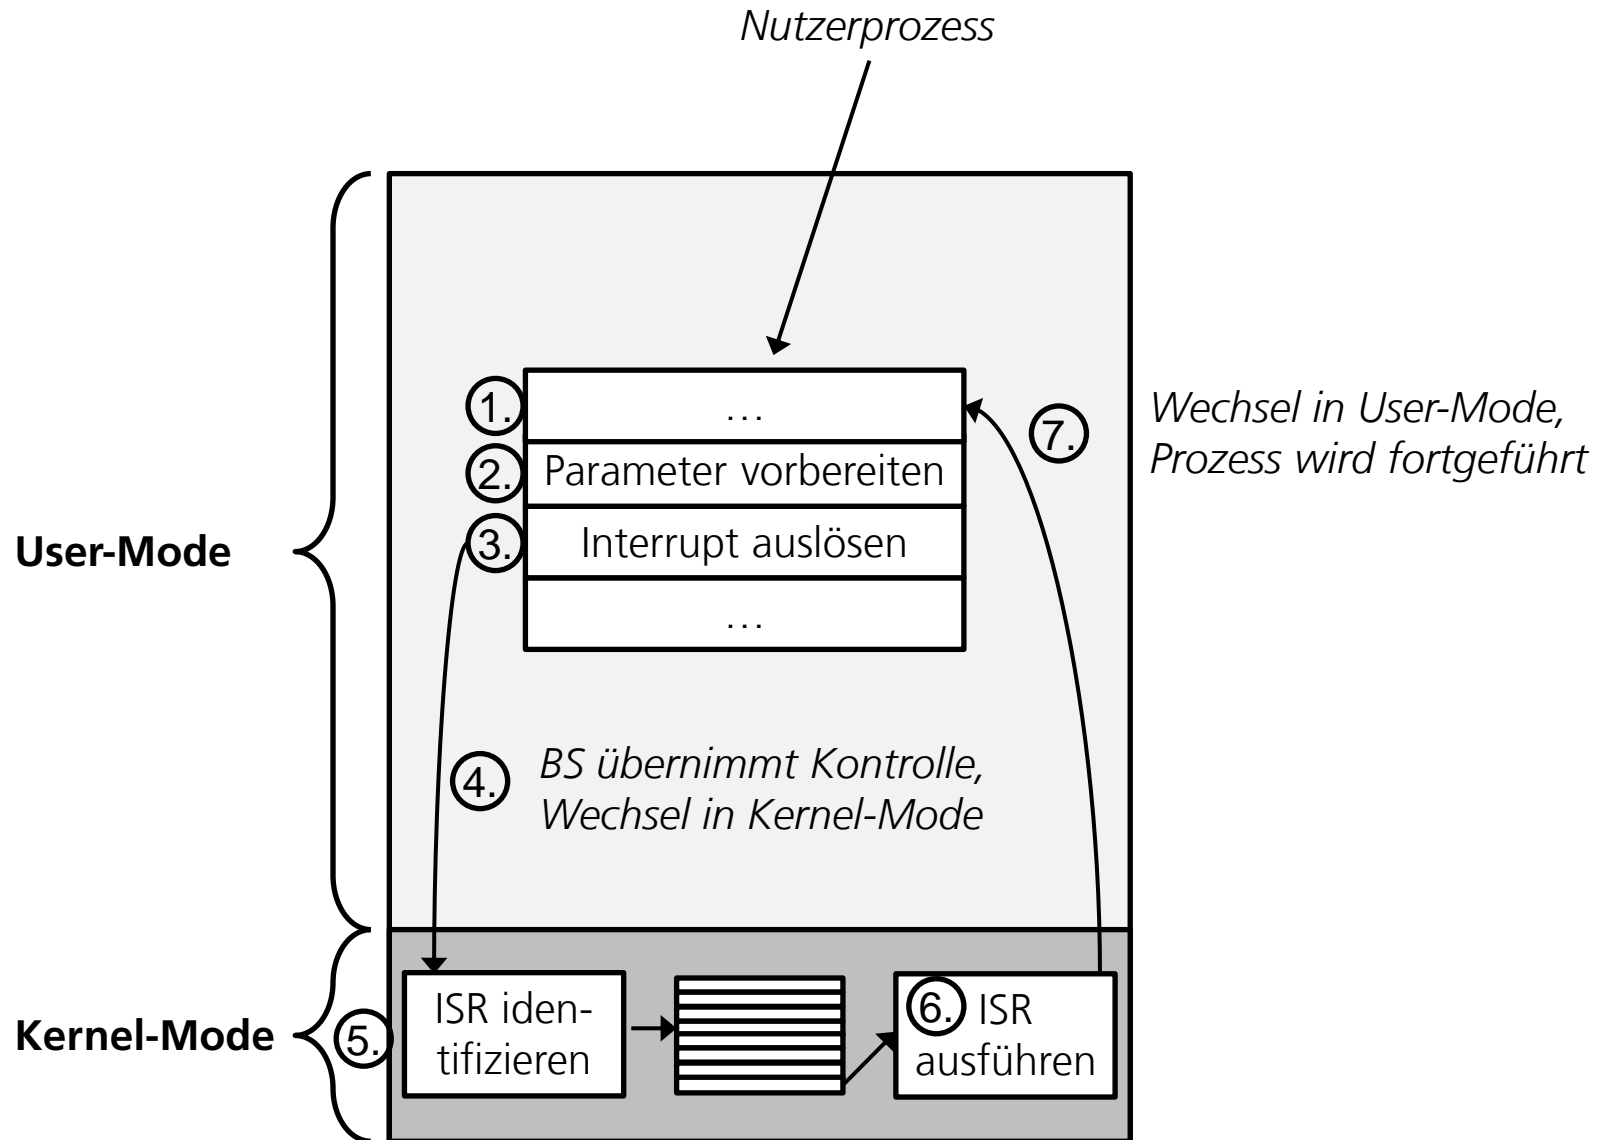 Nutzerprozess
1.
…
2.
Parameter vorbereiten
3.
Interrupt auslösen
…
7.
Wechsel in User-Mode,
Prozess wird fortgeführt
User-Mode
4.
BS übernimmt Kontrolle,
Wechsel in Kernel-Mode
Kernel-Mode
5.
ISR iden-
tifizieren
6. ISR
ausführen